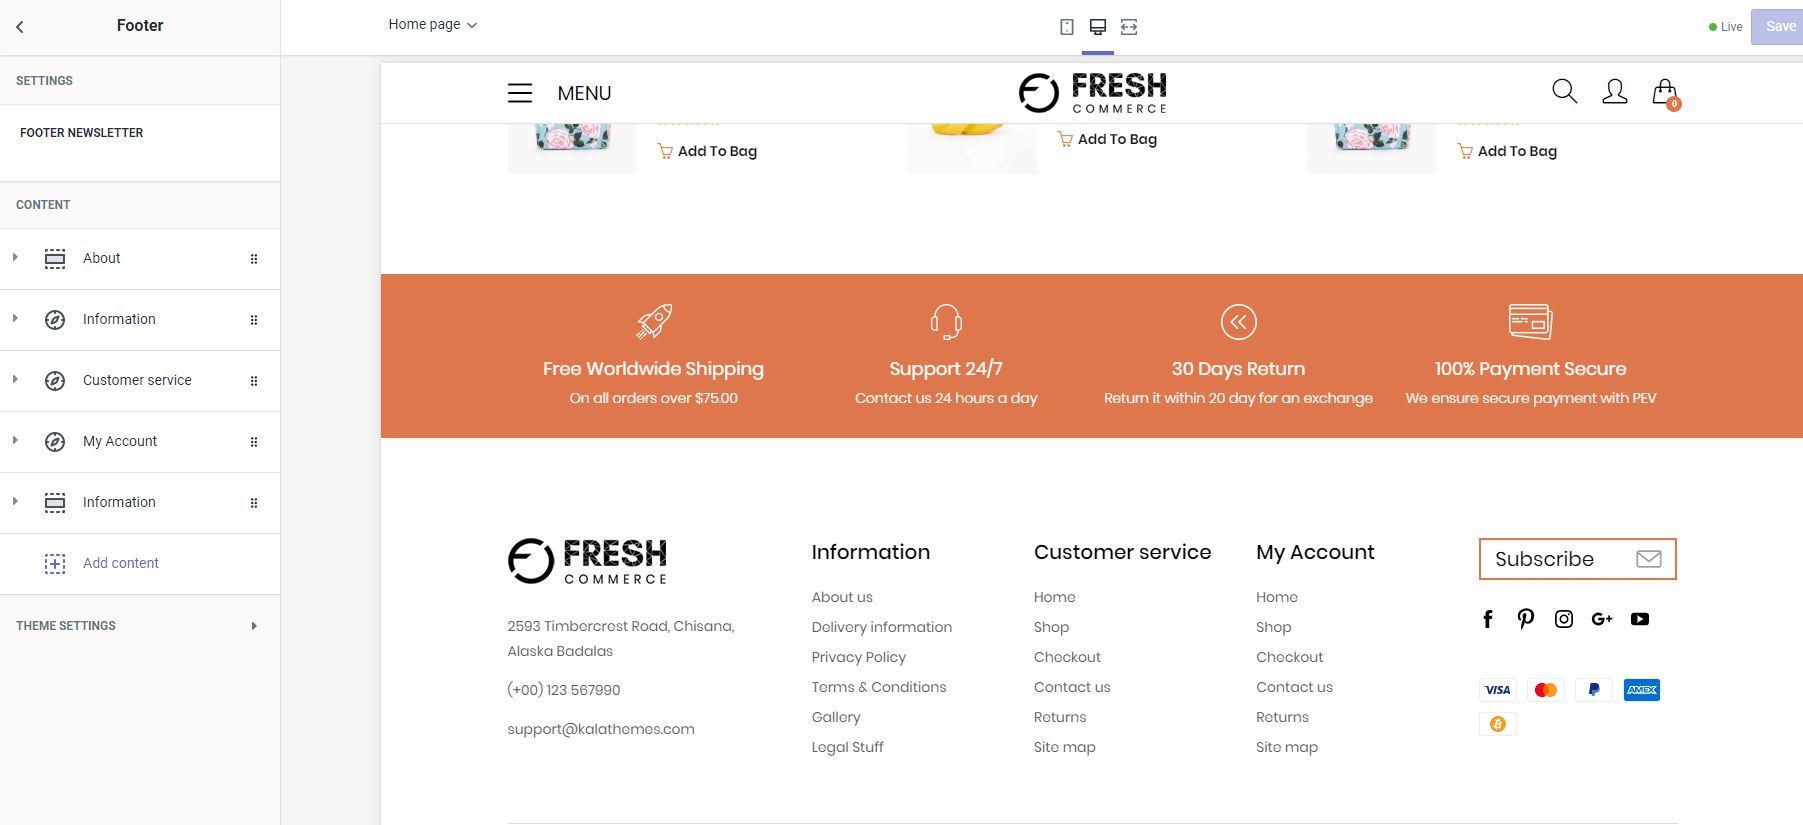 Footer
Home page
Live
Save
SETTINGS
FOOTER NEWSLETTER
CONTENT
About
Information
Customer service
My Account
Information
Add content
THEME SETTINGS
MENU
FRESH
COMMERCE
0
Add To Bag
Add To Bag
Add To Bag
Free Worldwide Shipping
On all orders over $75.00
Support 24/7
Contact us 24 hours a day
30 Days Return
Return it within 20 day for an exchange
100% Payment Secure
We ensure secure payment with PEV
FRESH
COMMERCE
2593 Timbercrest Road, Chisana,
Alaska Badalas
(+00) 123 567990
support@kalathemes.com
Information
About us
Delivery information
Privacy Policy
Terms & Conditions
Gallery
Legal Stuff
Customer service
Home
Shop
Checkout
Contact us
Returns
Site map
My Account
Home
Shop
Checkout
Contact us
Returns
Site map
Subscribe
G+
VISA
AMEX